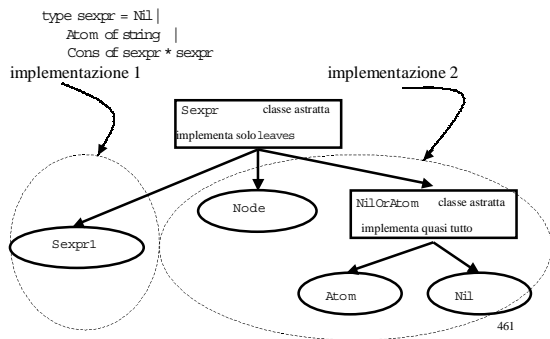 type sexpr = Nil |
Atom of string |
Cons of sexpr * sexpr
implementazione 1
implementazione 2
Sexpr classe astratta
implementa solo leaves
Node
NilOrAtom classe astratta
implementa quasi tutto
Sexpr1
Atom
Nil
461